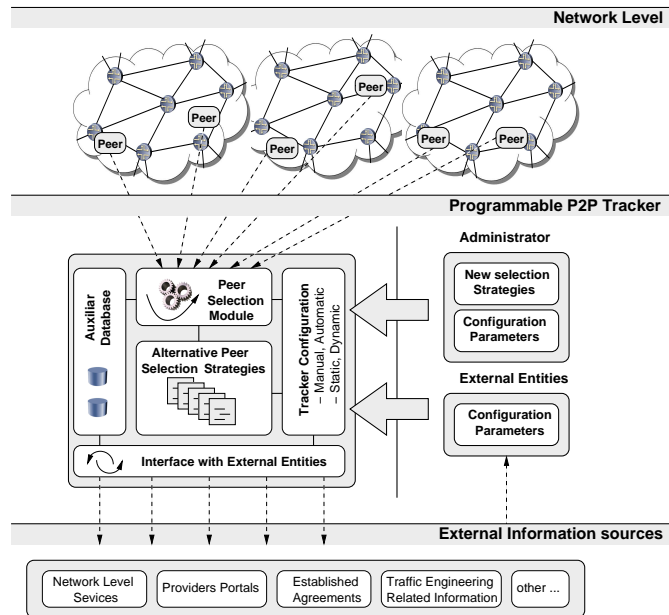 Network Level
Peer
Peer
Peer
Peer
Peer
Peer
Programmable P2P Tracker
Administrator
New selection
Strategies
Configuration
Parameters
External Entities
Configuration
Parameters
Auxiliar
Database
Peer
Selection
Module
Alternative Peer
Selection Strategies
Tracker Configuration
– Manual, Automatic
– Static, Dynamic
Interface with External Entities
External Information sources
Network Level
Sevices
Providers Portals
Established
Agreements
Traffic Engineering
Related Information
other ...